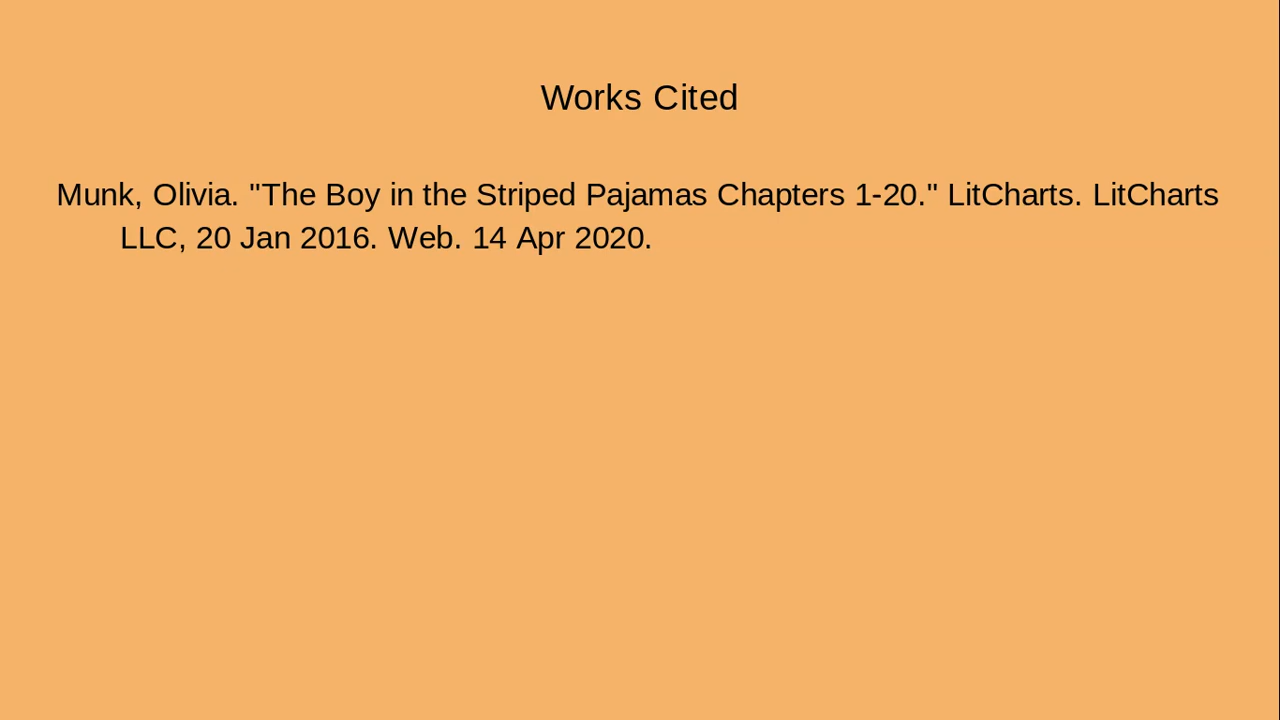 Works Cited
Munk, Olivia. "The Boy in the Striped Pajamas Chapters 1-20." LitCharts. LitCharts
LLC, 20 Jan 2016. Web. 14 Apr 2020.